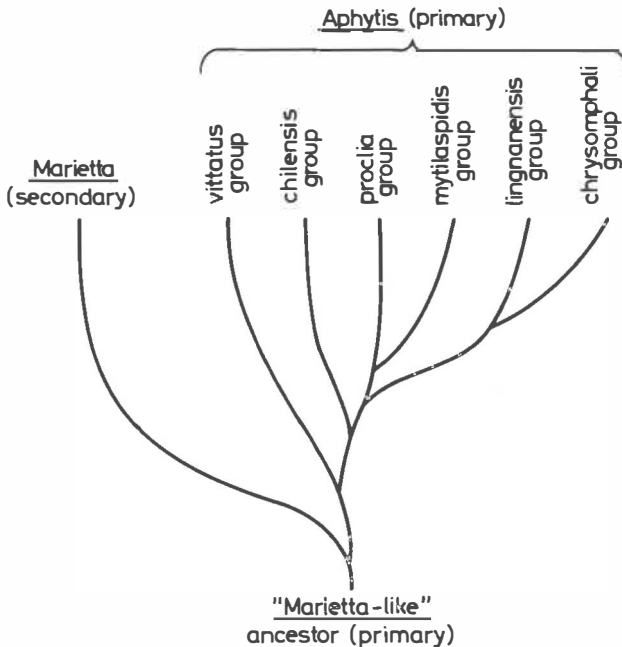 Aphytis (primary)
Marietta
(secondary)
vittatus
group
chilensis
group
proclia
group
mytilaspidis
group
lingnanensis
group
chrysomphali
group
"Marietta-like"
ancestor (primary)